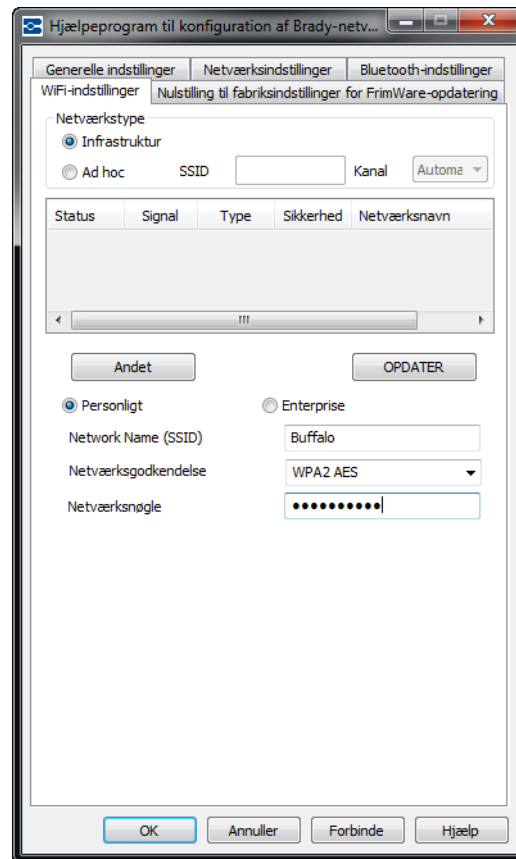 Hjælpeprogram til konfiguration af Brady-netv...
Generelle indstillinger Netværksindstillinger Bluetooth-indstillinger
WiFi-indstillinger Nulstilling til fabriksindstillinger for FrimWare-opdatering
Netværkstype
Infrastruktur
Ad hoc SSID Kanal Automa
Status Signal Type Sikkerhed Netværksnavn
Andet OPDATER
Personligt Enterprise
Network Name (SSID) Buffalo
Netværksgodkendelse WPA2 AES
Netværksnøgle ••••••••••
OK Annuller Forbinde Hjælp